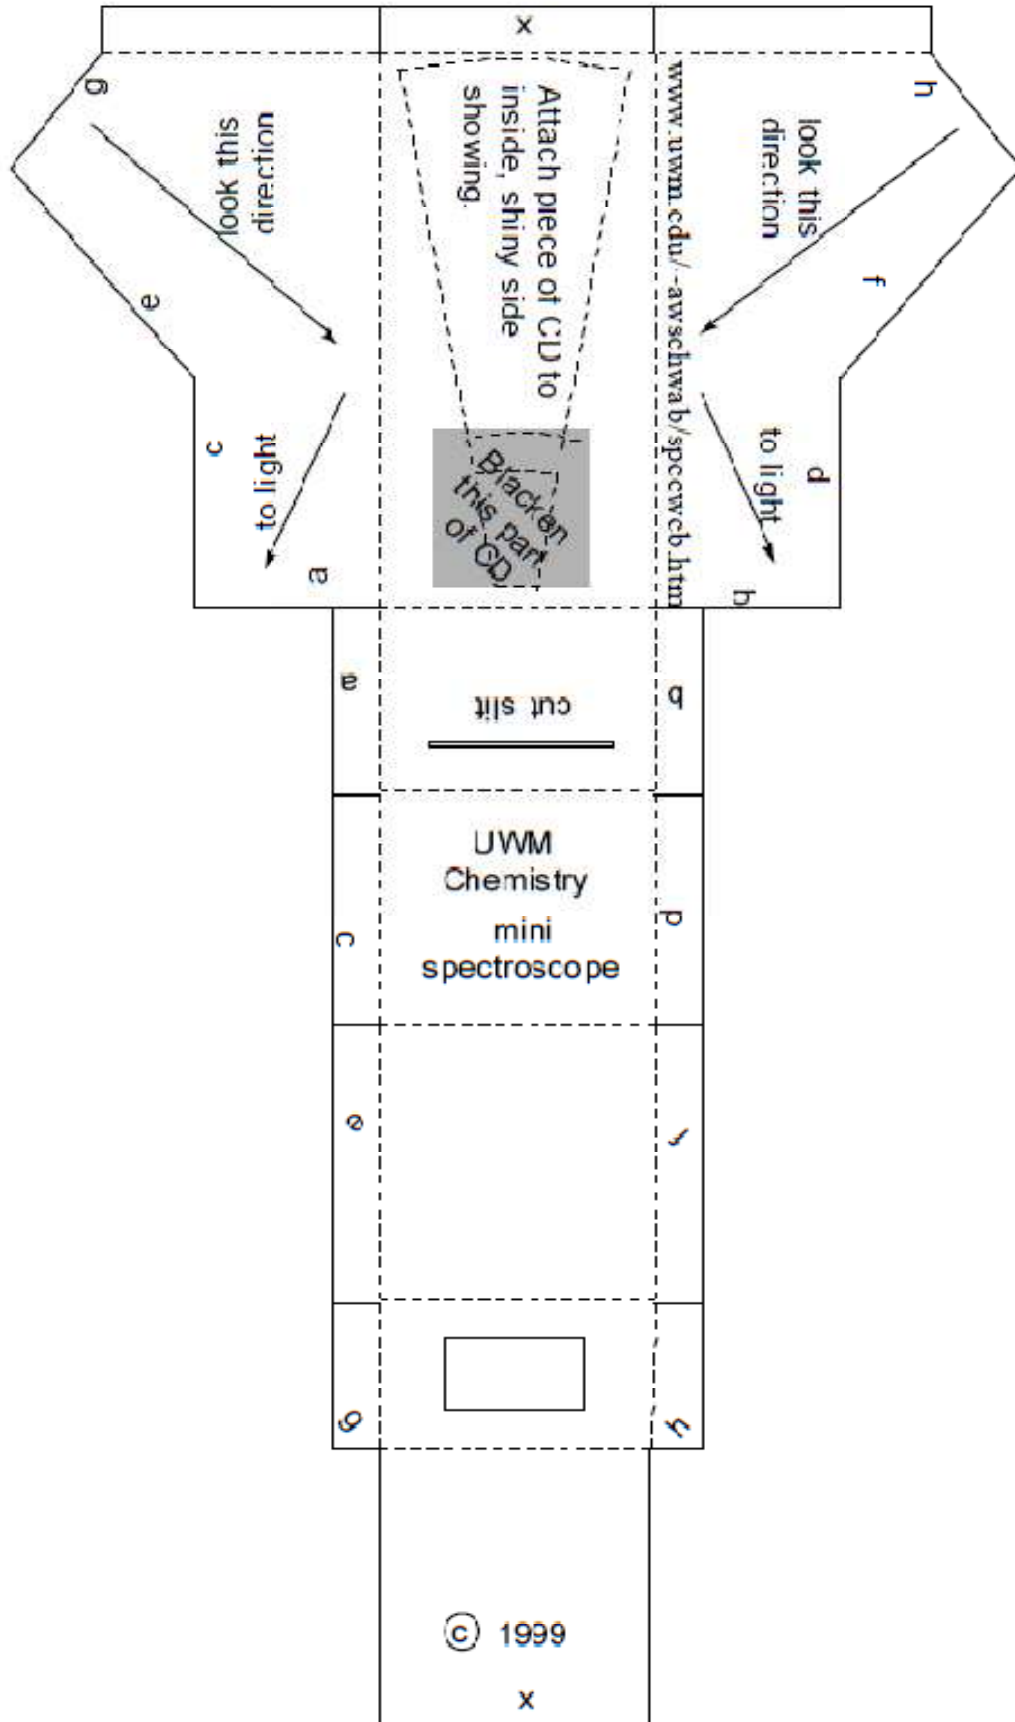 x
g
h
look this
direction
Attach piece of CD to
inside, shiny side
showing.
www.uwm.edu/~awschwab/specweb.htm
look this
direction
e
f
c
to light
a
Blacken
this part
of CD
to light
d
b
a
cut slit
b
UWM
Chemistry
mini
spectroscope
c
d
e
f
g
h
© 1999
x